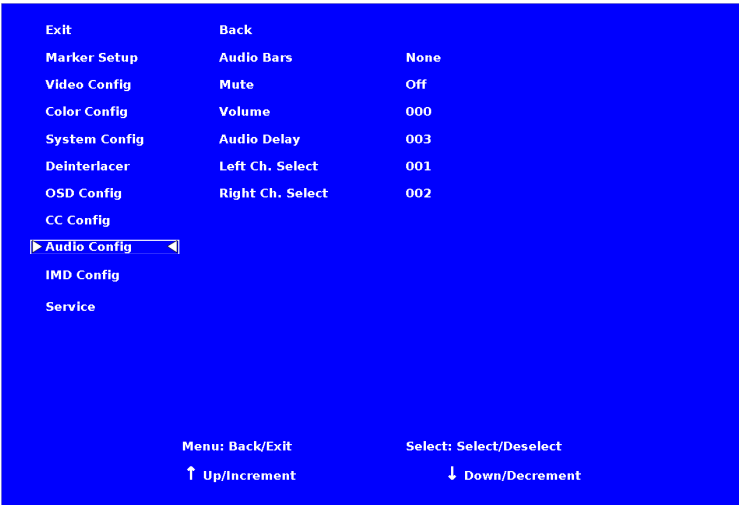 Exit Back
Marker Setup Audio Bars None
Video Config Mute Off
Color Config Volume 000
System Config Audio Delay 003
Deinterlacer Left Ch. Select 001
OSD Config Right Ch. Select 002
CC Config
Audio Config
IMD Config
Service
Menu: Back/Exit Select: Select/Deselect
↑ Up/Increment ↓ Down/Decrement